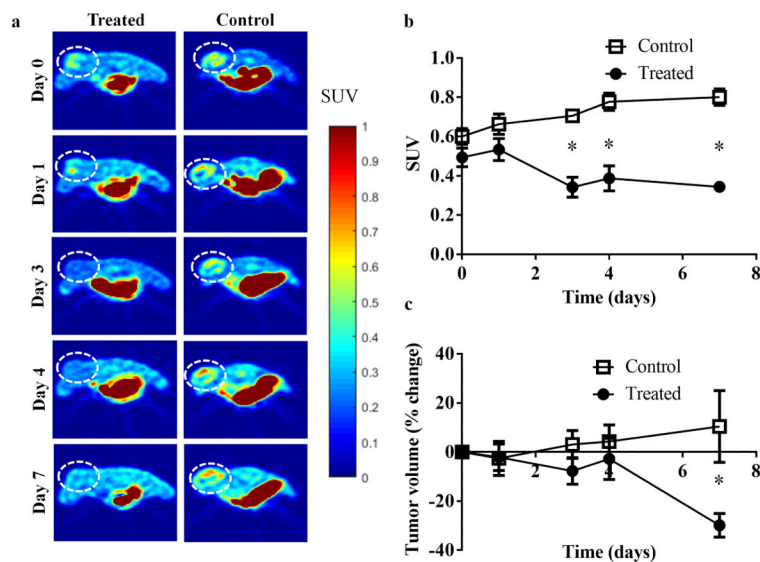 a
Treated Control
Day 0
Day 1
Day 3
Day 4
Day 7
SUV
1
0.9
0.8
0.7
0.6
0.5
0.4
0.3
0.2
0.1
0
b
Control
Treated
SUV
1.0
0.8
0.6
0.4
0.2
0.0
* * *
0 2 4 6 8
Time (days)
c
Control
Treated
Tumor volume (% change)
40
20
0
-20
-40
2 4 6 8
*
Time (days)